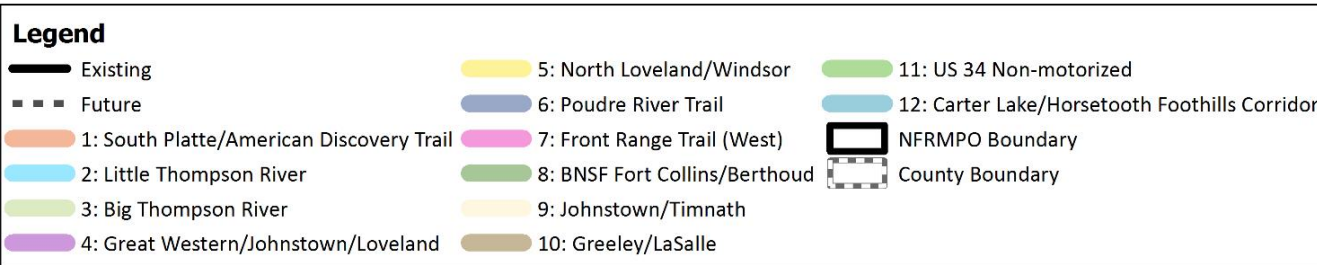 Legend
Existing
Future
1: South Platte/American Discovery Trail
2: Little Thompson River
3: Big Thompson River
4: Great Western/Johnstown/Loveland
5: North Loveland/Windsor
6: Poudre River Trail
7: Front Range Trail (West)
8: BNSF Fort Collins/Berthoud
9: Johnstown/Timnath
10: Greeley/LaSalle
11: US 34 Non-motorized
12: Carter Lake/Horsetooth Foothills Corridor
NFRMPO Boundary
County Boundary